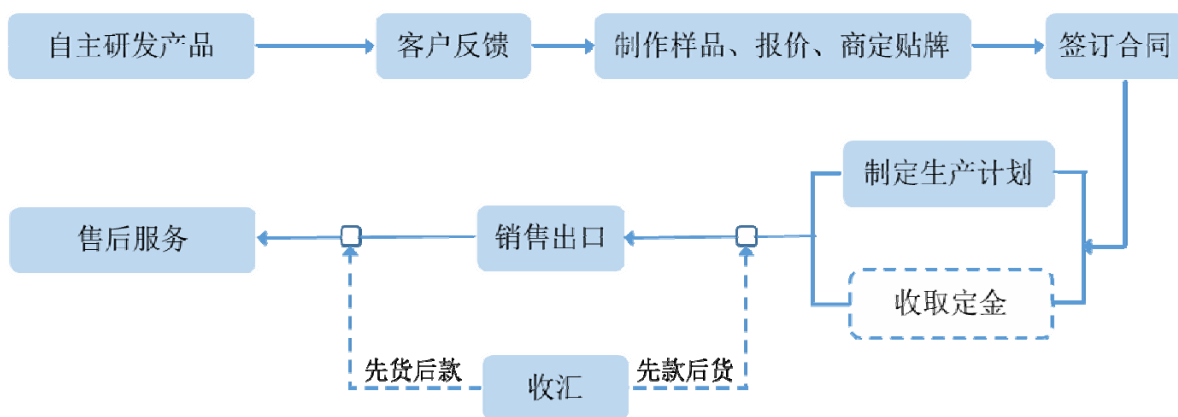 自主研发产品
客户反馈
制作样品、报价、商定贴牌
签订合同
制定生产计划
售后服务
销售出口
收取定金
先货后款
收汇
先款后货